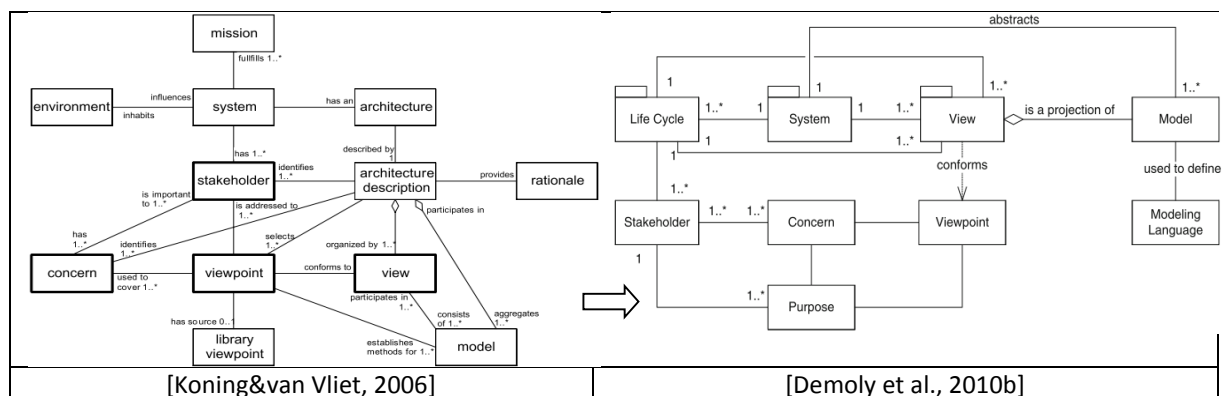 mission
fullfills 1..*
environment
influences
inhabits
system
has an
architecture
has 1..*
described by
1
stakeholder
identifies
1..*
architecture
description
provides
rationale
is important
to 1..*
is addressed to
1..*
participates in
has
1..*
identifies
1..*
selects
1..*
organized by 1..*
concern
used to
cover 1..*
viewpoint
conforms to
view
participates in
1..*
has source 0..1
consists
of 1..*
aggregates
1..*
library
viewpoint
establishes
methods for 1..*
model
[Koning&van Vliet, 2006]
abstracts
1
1
1..*
1..*
Life Cycle
1..*
1
System
1
1..*
View
is a projection of
Model
1
1
1..*
conforms
used to define
1..*
Stakeholder
1..*
1..*
Concern
Viewpoint
Modeling
Language
1
1..*
Purpose
[Demoly et al., 2010b]